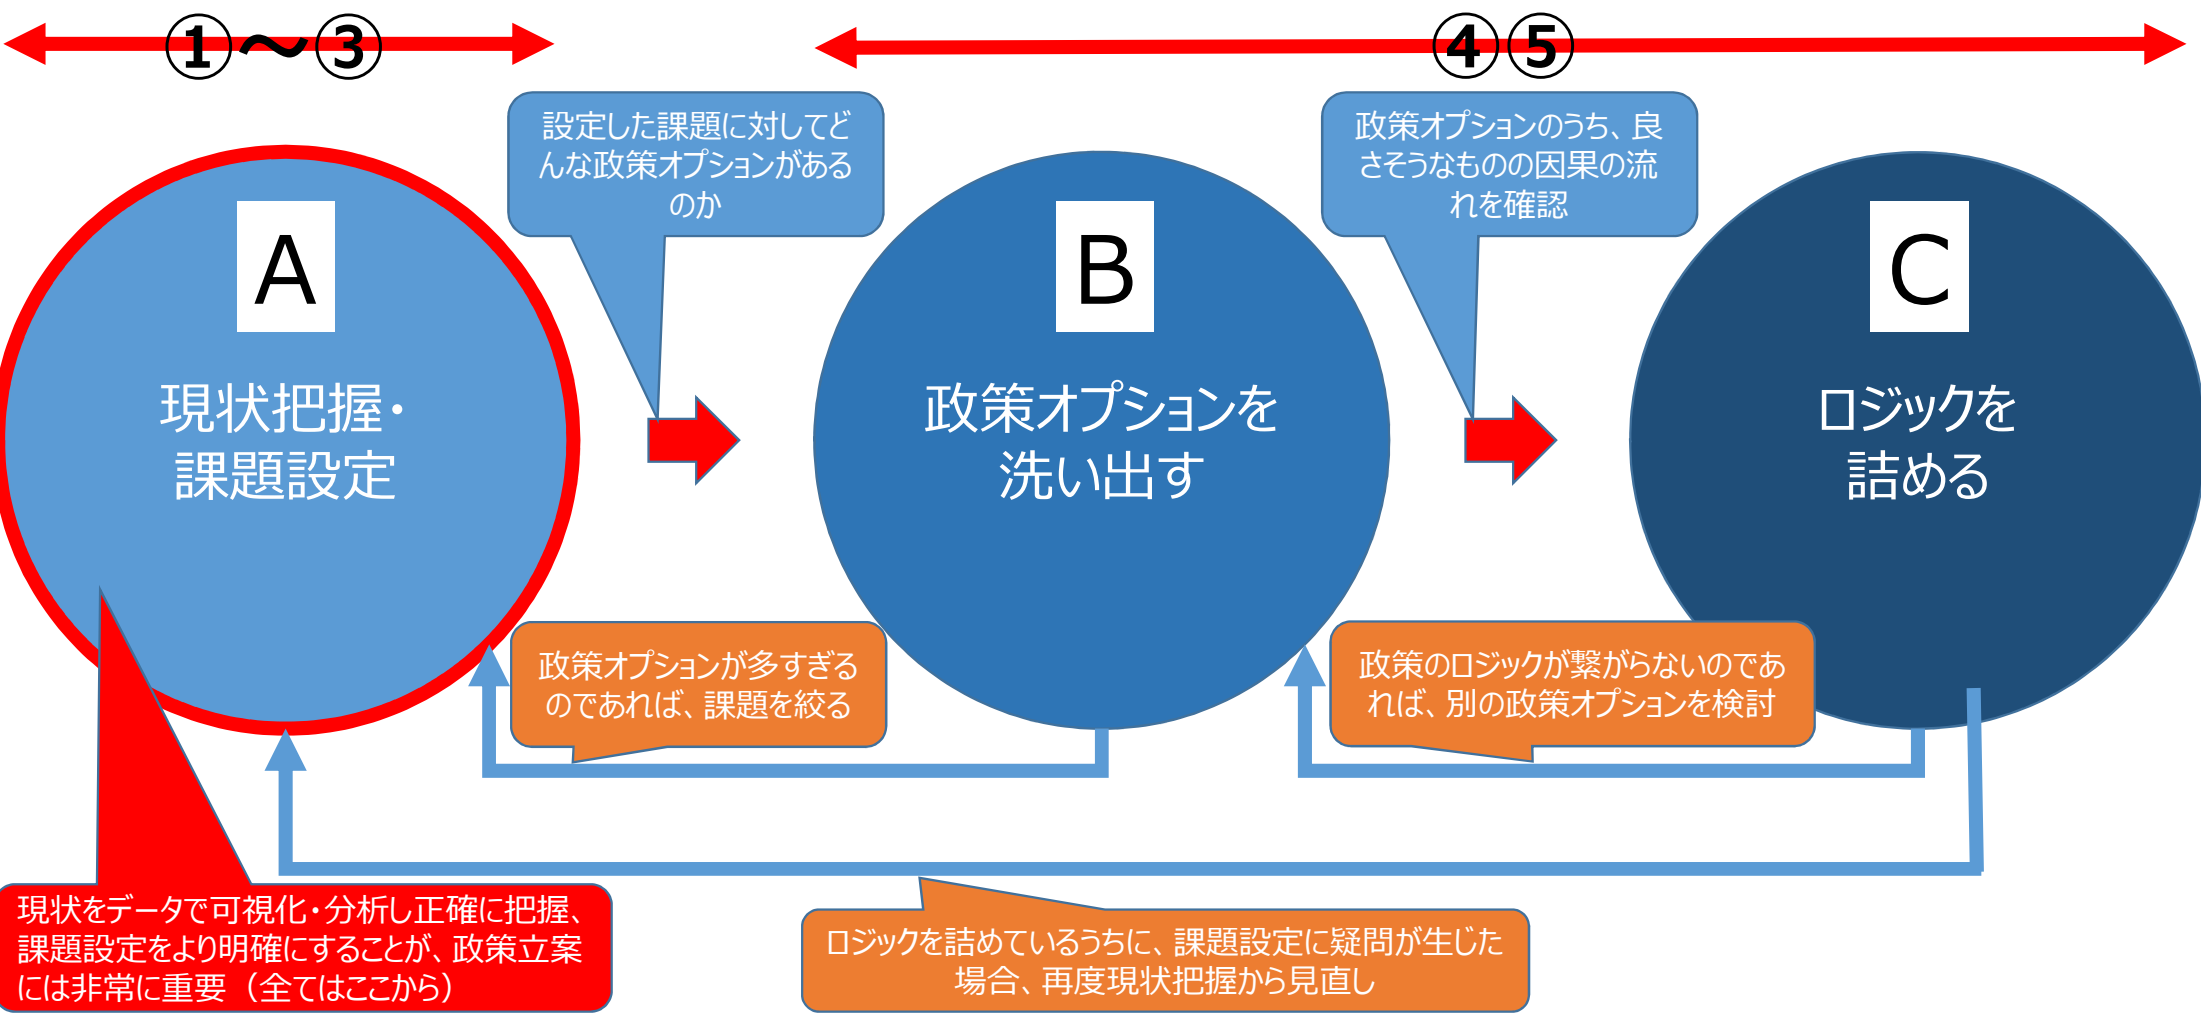 ①～③
④⑤
設定した課題に対してど
んな政策オプションがある
のか
政策オプションのうち、良
さそうなものの因果の流
れを確認
A
現状把握・
課題設定
B
政策オプションを
洗い出す
C
ロジックを
詰める
政策オプションが多すぎる
のであれば、課題を絞る
政策のロジックが繋がらないのであ
れば、別の政策オプションを検討
現状をデータで可視化・分析し正確に把握、
課題設定をより明確にすることが、政策立案
には非常に重要（全てはここから）
ロジックを詰めているうちに、課題設定に疑問が生じた
場合、再度現状把握から見直し